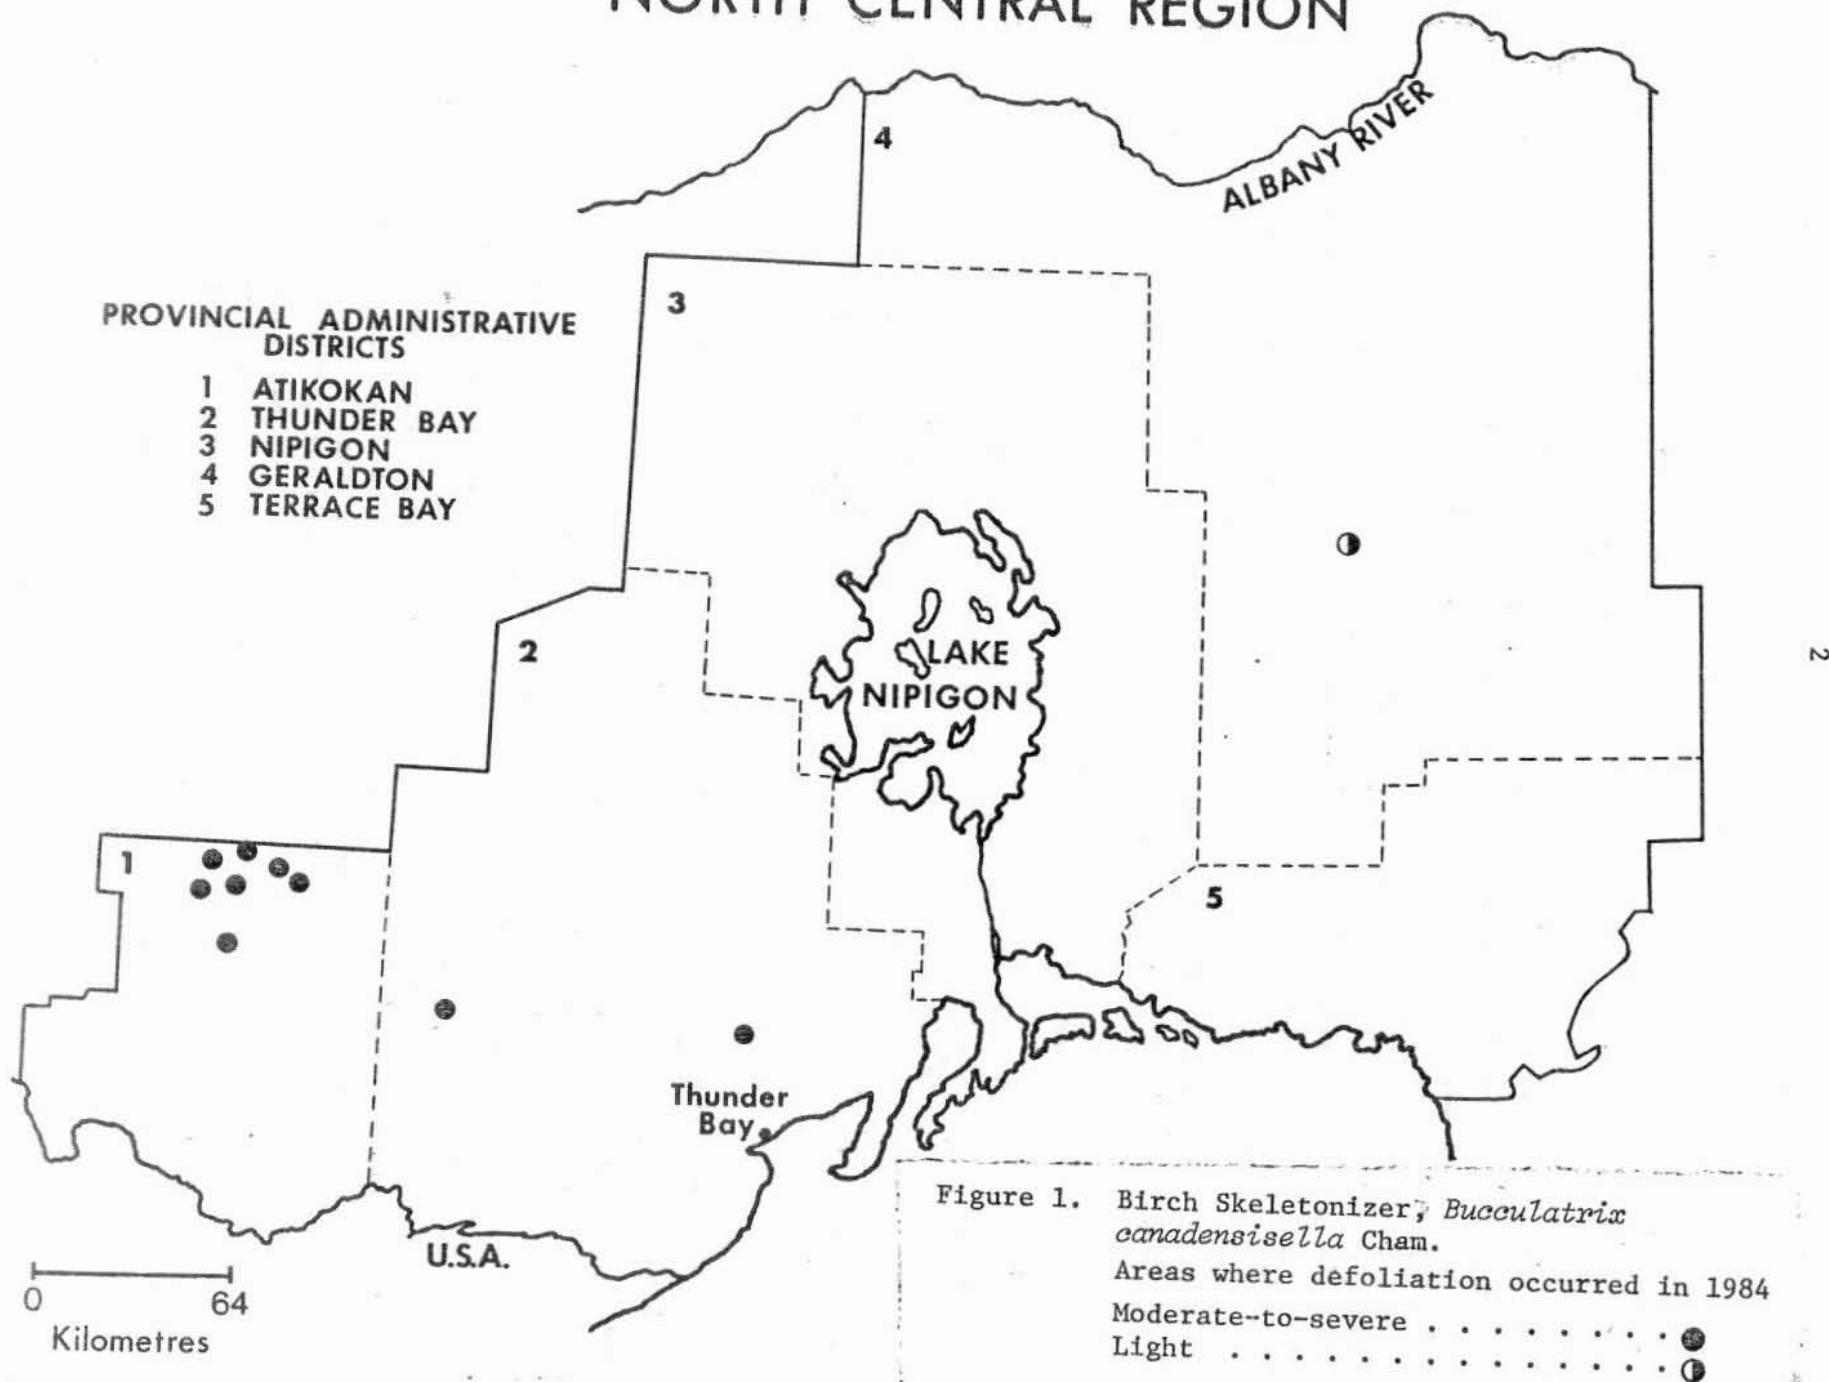 NORTH CENTRAL REGION
4
ALBANY RIVER
3
PROVINCIAL ADMINISTRATIVE
DISTRICTS
1 ATIKOKAN
2 THUNDER BAY
3 NIPIGON
4 GERALDTON
5 TERRACE BAY
2
LAKE
NIPIGON
2
1
5
Thunder
Bay
U.S.A.
0 64
Kilometres
Figure 1. Birch Skeletonizer, Bucculatrix
canadensisella Cham.
Areas where defoliation occurred in 1984
Moderate-to-severe . . . . . . . .
Light . . . . . . . . . . . . . .